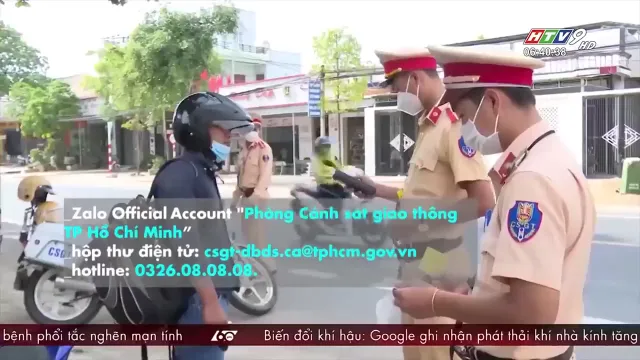 HTV9 HD
06:40:38
Zalo Official Account "Phòng Cảnh sát giao thông
TP Hồ Chí Minh"
hộp thư điện tử: csgt-dbds.ca@tphcm.gov.vn
hotline: 0326.08.08.08.
CSGT
bệnh phổi tắc nghẽn mạn tính
Biến đổi khí hậu: Google ghi nhận phát thải khí nhà kính tăng